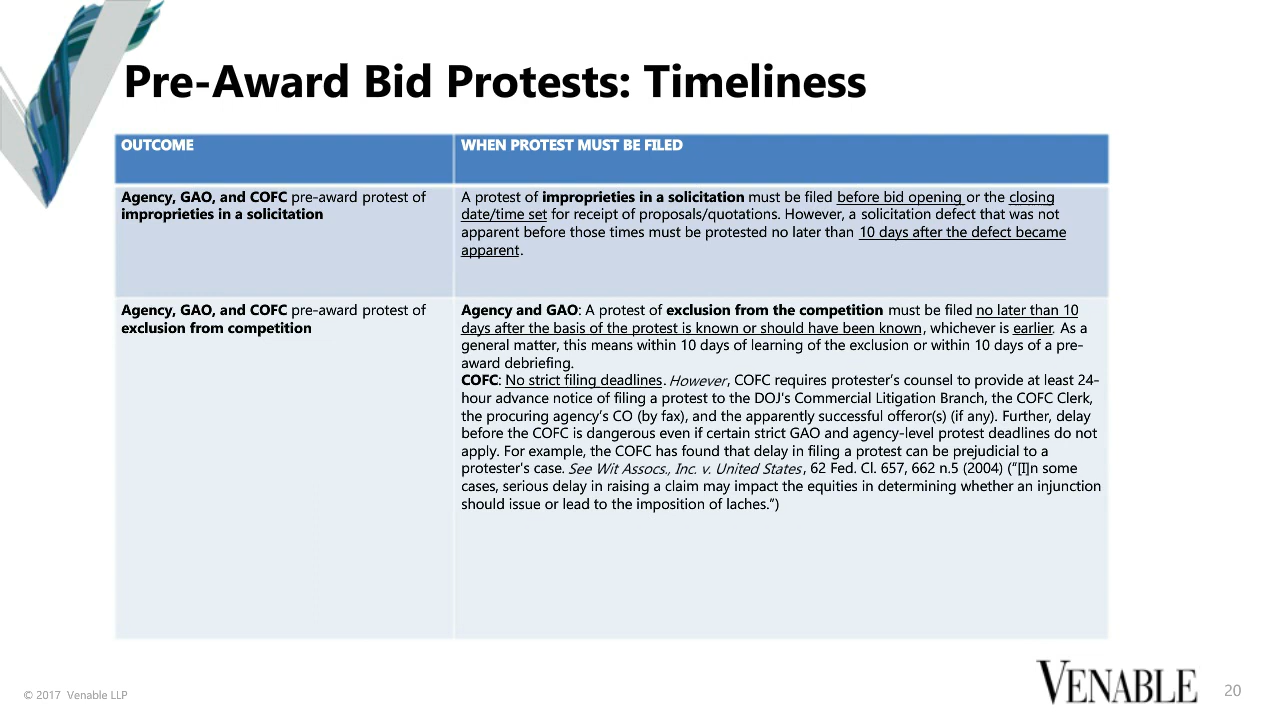 Pre-Award Bid Protests: Timeliness
OUTCOME
WHEN PROTEST MUST BE FILED
Agency, GAO, and COFC pre-award protest of
improprieties in a solicitation
A protest of improprieties in a solicitation must be filed before bid opening or the closing
date/time set for receipt of proposals/quotations. However, a solicitation defect that was not
apparent before those times must be protested no later than 10 days after the defect became
apparent.
Agency, GAO, and COFC pre-award protest of
exclusion from competition
Agency and GAO: A protest of exclusion from the competition must be filed no later than 10
days after the basis of the protest is known or should have been known, whichever is earlier. As a
general matter, this means within 10 days of learning of the exclusion or within 10 days of a pre-
award debriefing.
COFC: No strict filing deadlines. However, COFC requires protester's counsel to provide at least 24-
hour advance notice of filing a protest to the DOJ's Commercial Litigation Branch, the COFC Clerk,
the procuring agency's CO (by fax), and the apparently successful offeror(s) (if any). Further, delay
before the COFC is dangerous even if certain strict GAO and agency-level protest deadlines do not
apply. For example, the COFC has found that delay in filing a protest can be prejudicial to a
protester's case. See Wit Assocs., Inc. v. United States, 62 Fed. Cl. 657, 662 n.5 (2004) ("[I]n some
cases, serious delay in raising a claim may impact the equities in determining whether an injunction
should issue or lead to the imposition of laches.")
© 2017 Venable LLP
VENABLE
20